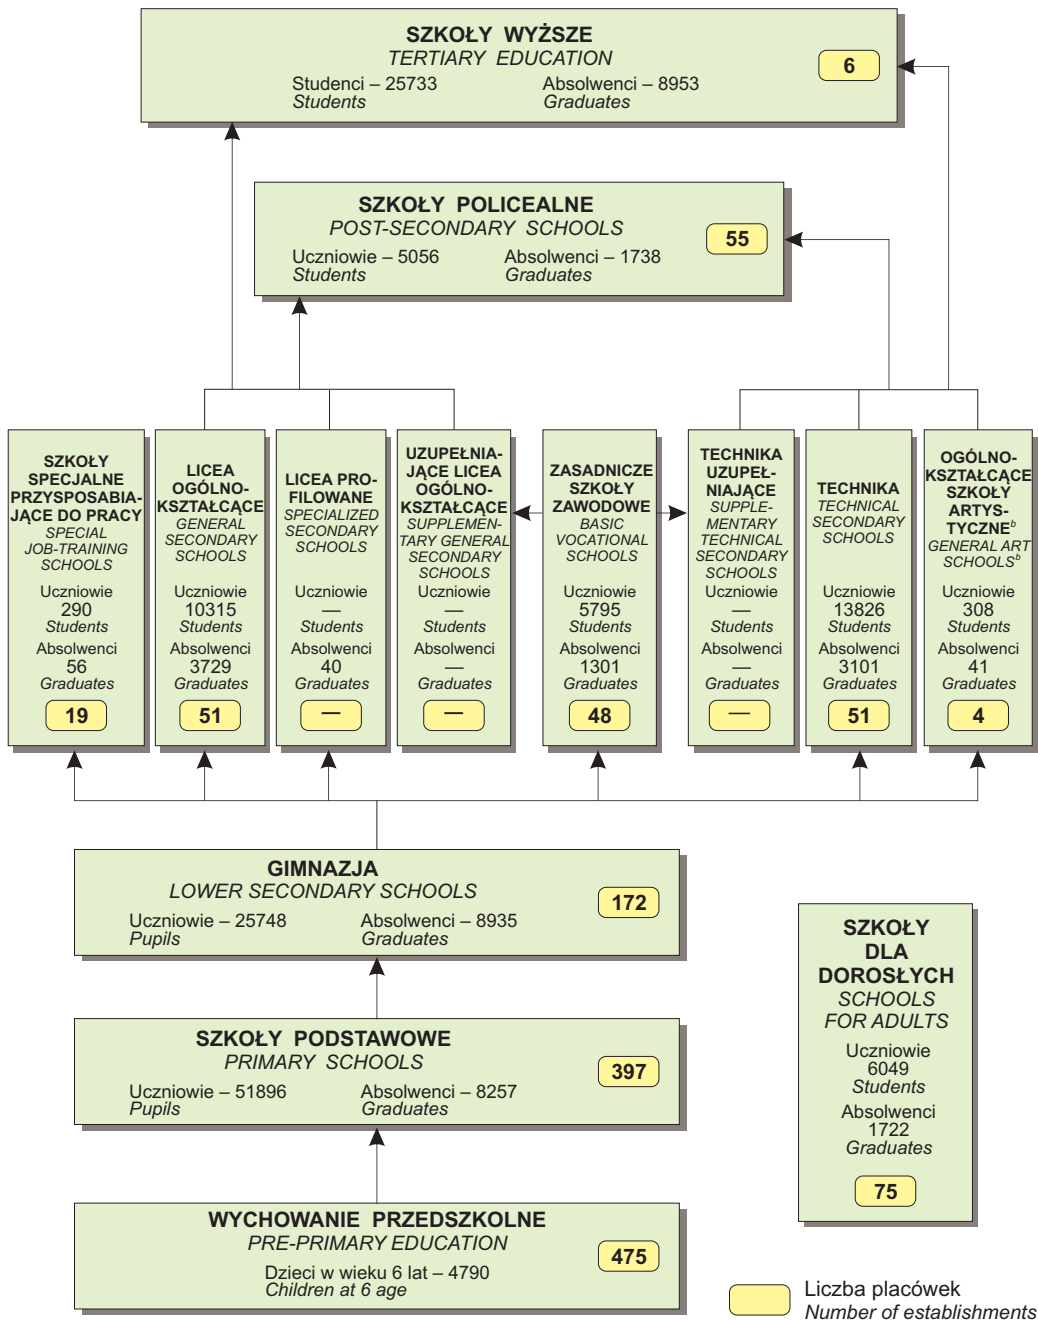 SZKOŁY WYŻSZE
TERTIARY EDUCATION
Studenci – 25733
Students
Absolwenci – 8953
Graduates
6
SZKOŁY POLICEALNE
POST-SECONDARY SCHOOLS
Uczniowie – 5056
Students
Absolwenci – 1738
Graduates
55
SZKOŁY
SPECJALNE
PRZYSPOSABIA-
JĄCE DO PRACY
SPECIAL
JOB-TRAINING
SCHOOLS
Uczniowie
290
Students
Absolwenci
56
Graduates
19
LICEA
OGÓLNO-
KSZTAŁCĄCE
GENERAL
SECONDARY
SCHOOLS
Uczniowie
10315
Students
Absolwenci
3729
Graduates
51
LICEA PRO-
FILOWANE
SPECIALIZED
SECONDARY
SCHOOLS
Uczniowie
—
Students
Absolwenci
40
Graduates
—
UZUPEŁNIA-
JĄCE LICEA
OGÓLNO-
KSZTAŁCĄCE
SUPPLEMEN-
TARY GENERAL
SECONDARY
SCHOOLS
Uczniowie
—
Students
Absolwenci
—
Graduates
—
ZASADNICZE
SZKOŁY
ZAWODOWE
BASIC
VOCATIONAL
SCHOOLS
Uczniowie
5795
Students
Absolwenci
1301
Graduates
48
TECHNIKA
UZUPEŁ-
NIAJĄCE
SUPPLE-
MENTARY
TECHNICAL
SECONDARY
SCHOOLS
Uczniowie
—
Students
Absolwenci
—
Graduates
—
TECHNIKA
TECHNICAL
SECONDARY
SCHOOLS
Uczniowie
13826
Students
Absolwenci
3101
Graduates
51
OGÓLNO-
KSZTAŁCĄCE
SZKOŁY
ARTYS-
TYCZNE b
GENERAL ART
SCHOOLS b
Uczniowie
308
Students
Absolwenci
41
Graduates
4
GIMNAZJA
LOWER SECONDARY SCHOOLS
Uczniowie – 25748
Pupils
Absolwenci – 8935
Graduates
172
SZKOŁY PODSTAWOWE
PRIMARY SCHOOLS
Uczniowie – 51896
Pupils
Absolwenci – 8257
Graduates
397
WYCHOWANIE PRZEDSZKOLNE
PRE-PRIMARY EDUCATION
Dzieci w wieku 6 lat – 4790
Children at 6 age
475
SZKOŁY
DLA
DOROSŁYCH
SCHOOLS
FOR ADULTS
Uczniowie
6049
Students
Absolwenci
1722
Graduates
75
Liczba placówek
Number of establishments